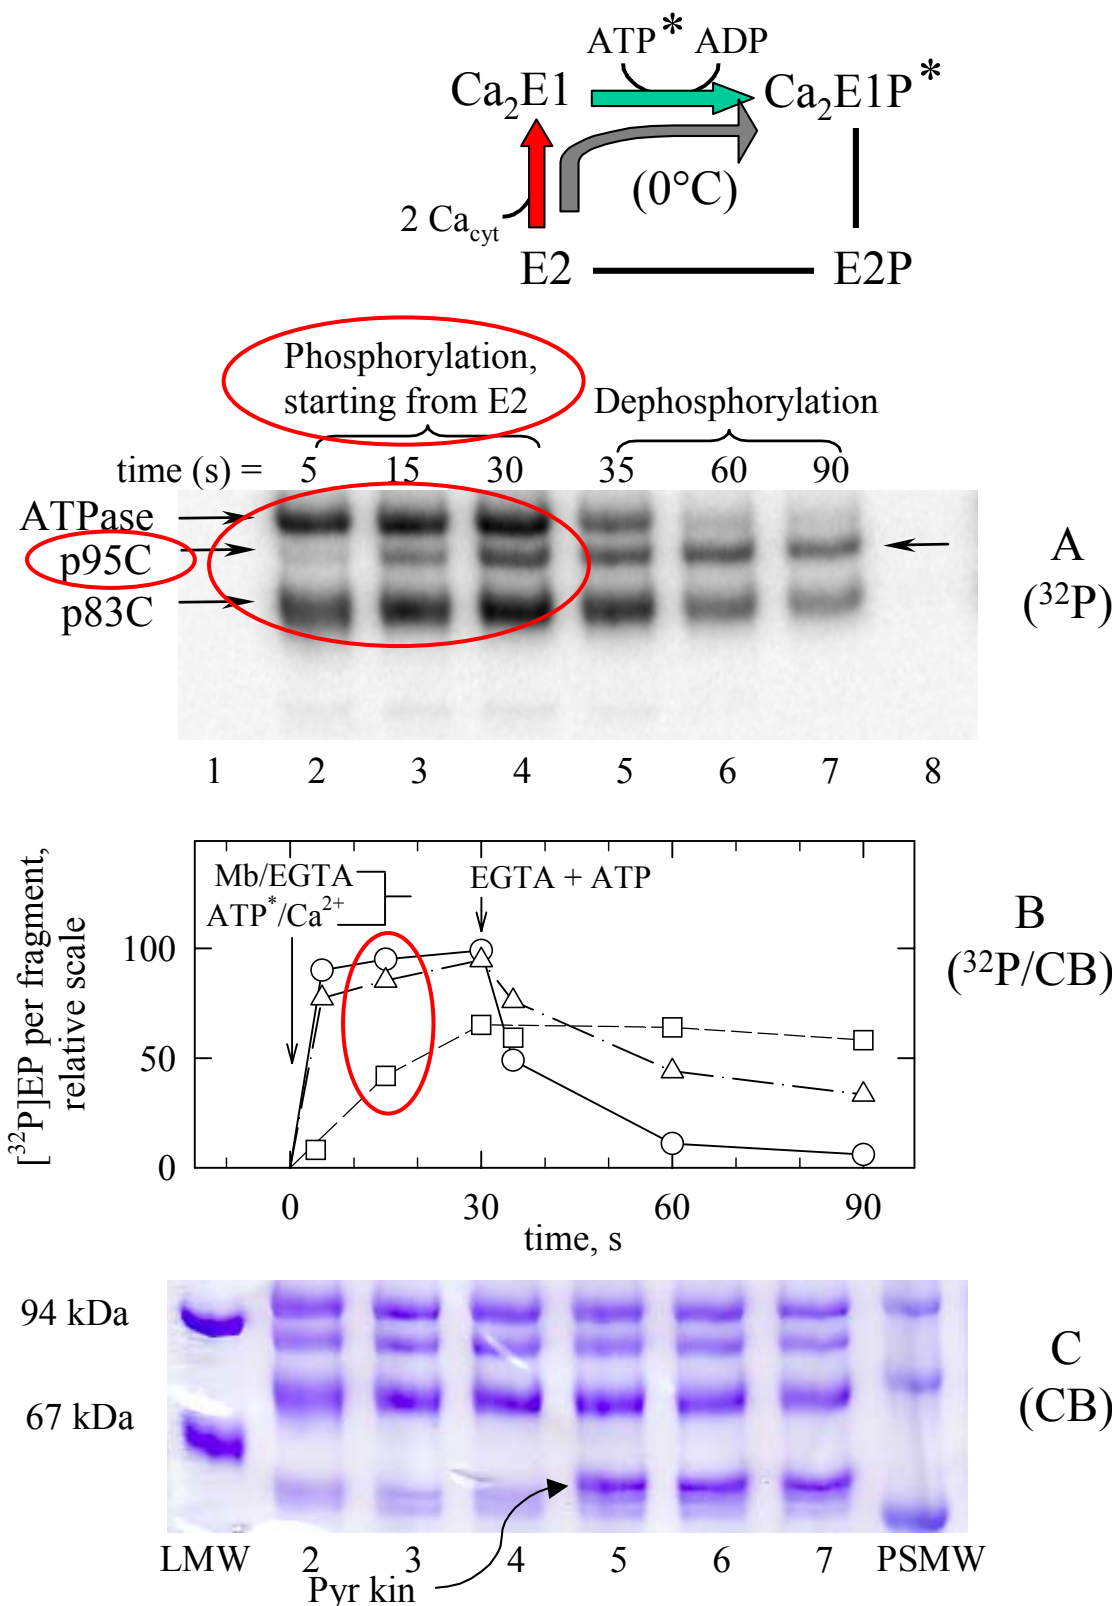 ATP* ADP
Ca₂E1 Ca₂E1P*
(0°C)
2 Ca_cyt
E2 E2P
Phosphorylation,
starting from E2 Dephosphorylation
time (s) = 5 15 30 35 60 90
ATPase
p95C
p83C
A
(³²P)
1 2 3 4 5 6 7 8
[³²P]EP per fragment,
relative scale
Mb/EGTA
ATP*/Ca²⁺
EGTA + ATP
100
50
0
0 30 60 90
time, s
B
(³²P/CB)
94 kDa
67 kDa
C
(CB)
LMW 2 3 4 5 6 7 PSMW
Pyr kin